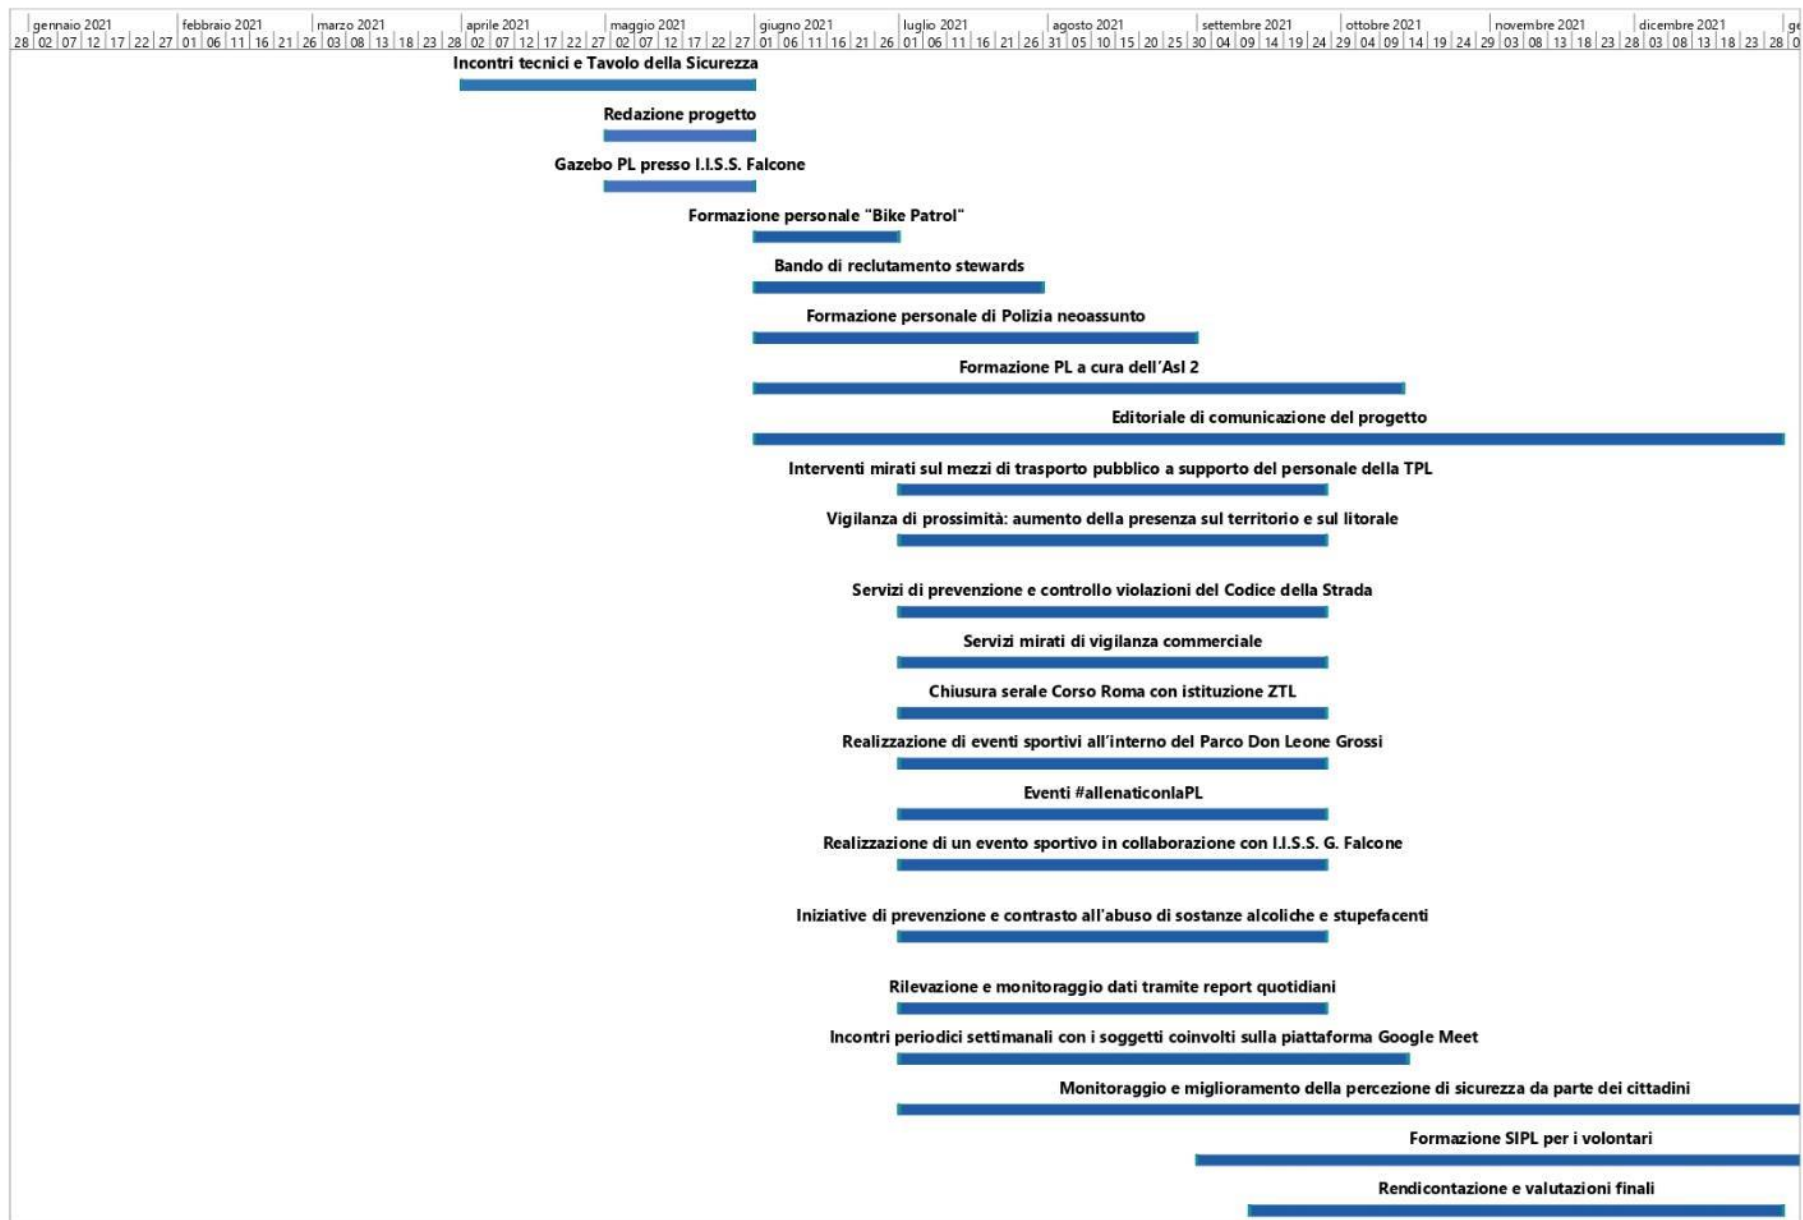 gennaio 2021 febbraio 2021 marzo 2021 aprile 2021 maggio 2021 giugno 2021 luglio 2021 agosto 2021 settembre 2021 ottobre 2021 novembre 2021 dicembre 2021 ge
28 02 07 12 17 22 27 01 06 11 16 21 26 03 08 13 18 23 28 02 07 12 17 22 27 02 07 12 17 22 27 01 06 11 16 21 26 01 06 11 16 21 26 31 05 10 15 20 25 30 04 09 14 19 24 29 04 09 14 19 24 29 03 08 13 18 23 28 03 08 13 18 23 28 0
Incontri tecnici e Tavolo della Sicurezza
Redazione progetto
Gazebo PL presso I.I.S.S. Falcone
Formazione personale "Bike Patrol"
Bando di reclutamento stewards
Formazione personale di Polizia neoassunto
Formazione PL a cura dell'Asl 2
Editoriale di comunicazione del progetto
Interventi mirati sul mezzi di trasporto pubblico a supporto del personale della TPL
Vigilanza di prossimità: aumento della presenza sul territorio e sul litorale
Servizi di prevenzione e controllo violazioni del Codice della Strada
Servizi mirati di vigilanza commerciale
Chiusura serale Corso Roma con istituzione ZTL
Realizzazione di eventi sportivi all'interno del Parco Don Leone Grossi
Eventi #allenaticonlaPL
Realizzazione di un evento sportivo in collaborazione con I.I.S.S. G. Falcone
Iniziative di prevenzione e contrasto all'abuso di sostanze alcoliche e stupefacenti
Rilevazione e monitoraggio dati tramite report quotidiani
Incontri periodici settimanali con i soggetti coinvolti sulla piattaforma Google Meet
Monitoraggio e miglioramento della percezione di sicurezza da parte dei cittadini
Formazione SIPL per i volontari
Rendicontazione e valutazioni finali